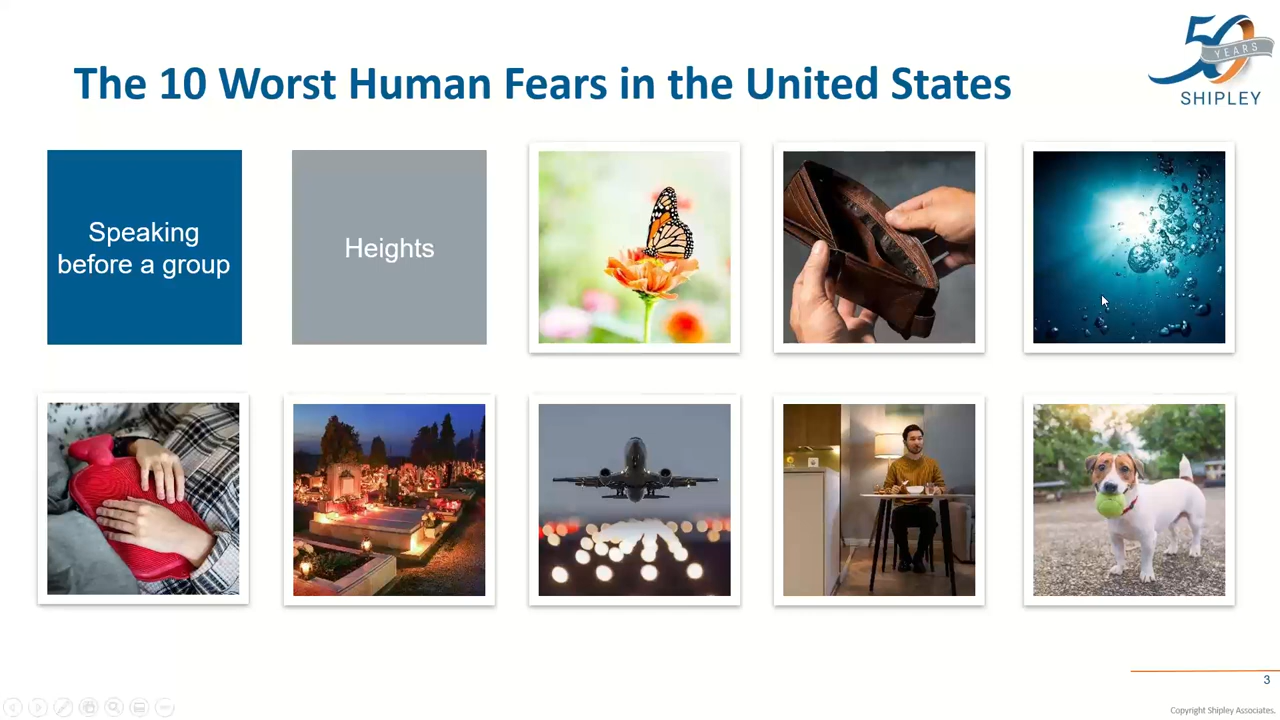 50
YEARS
SHIPLEY
The 10 Worst Human Fears in the United States
Speaking
before a group
Heights
3
Copyright Shipley Associates.